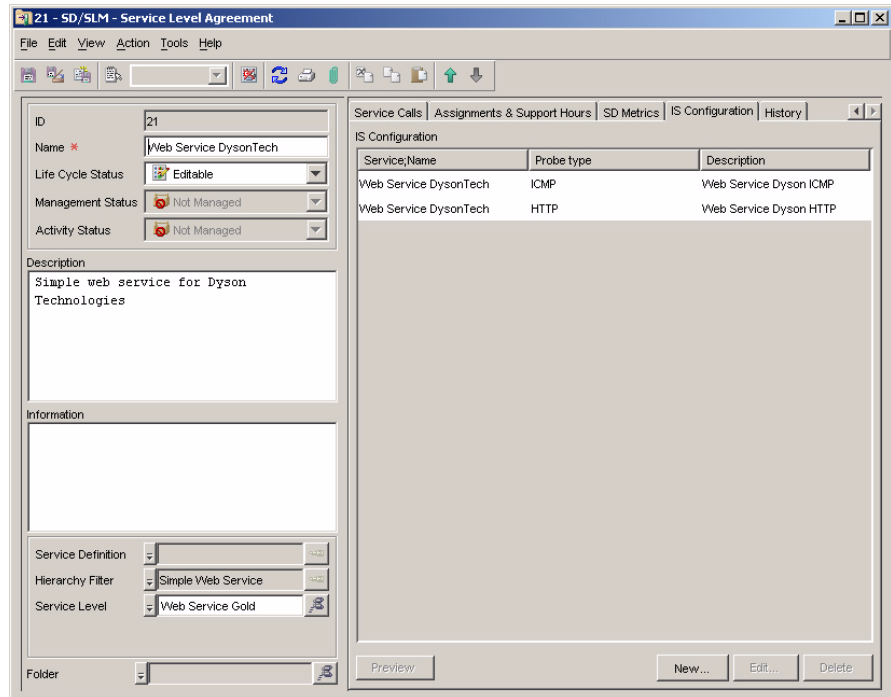 21 - SD/SLM - Service Level Agreement
File Edit View Action Tools Help
ID 21
Name * Web Service DysonTech
Life Cycle Status Editable
Management Status Not Managed
Activity Status Not Managed
Description
Simple web service for Dyson
Technologies
Information
Service Definition
Hierarchy Filter Simple Web Service
Service Level Web Service Gold
Folder
Service Calls Assignments & Support Hours SD Metrics IS Configuration History
IS Configuration
Service;Name Probe type Description
Web Service DysonTech ICMP Web Service Dyson ICMP
Web Service DysonTech HTTP Web Service Dyson HTTP
Preview New... Edit... Delete